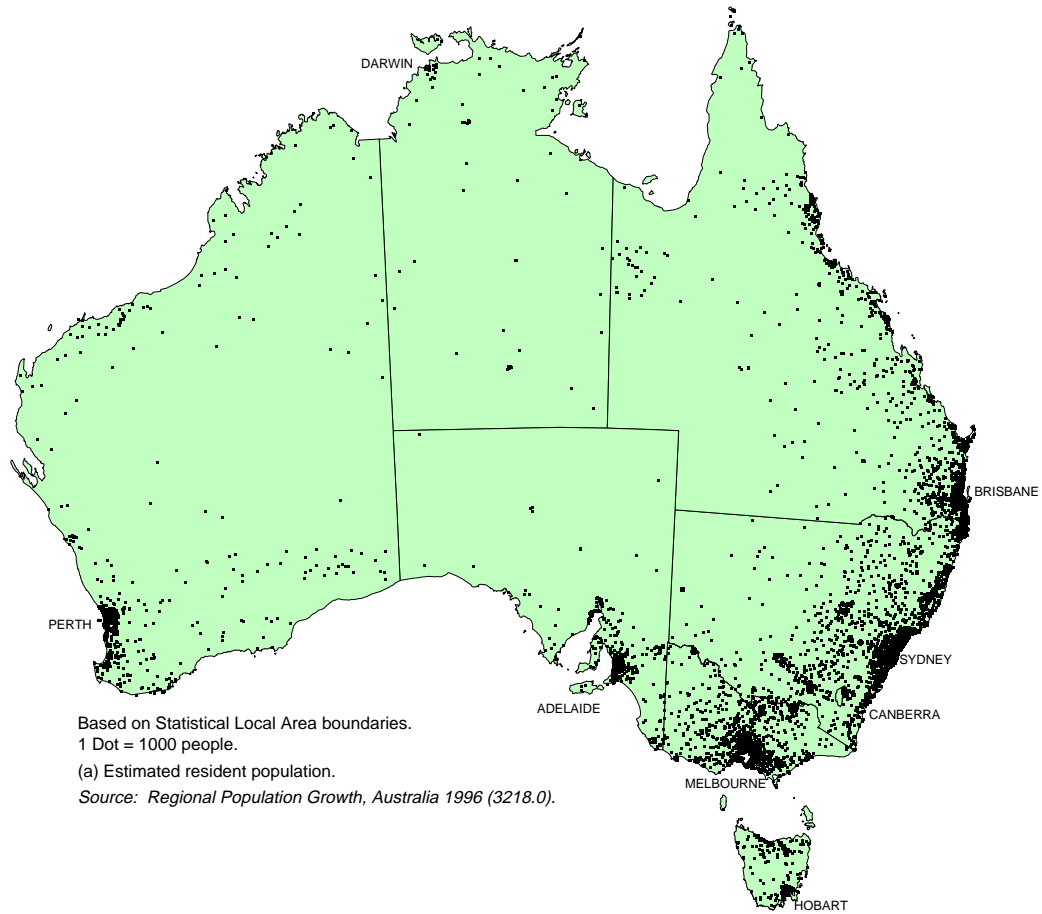 DARWIN
BRISBANE
PERTH
SYDNEY
ADELAIDE
CANBERRA
Based on Statistical Local Area boundaries.
1 Dot = 1000 people.
(a) Estimated resident population.
MELBOURNE
Source: Regional Population Growth, Australia 1996 (3218.0).
HOBART